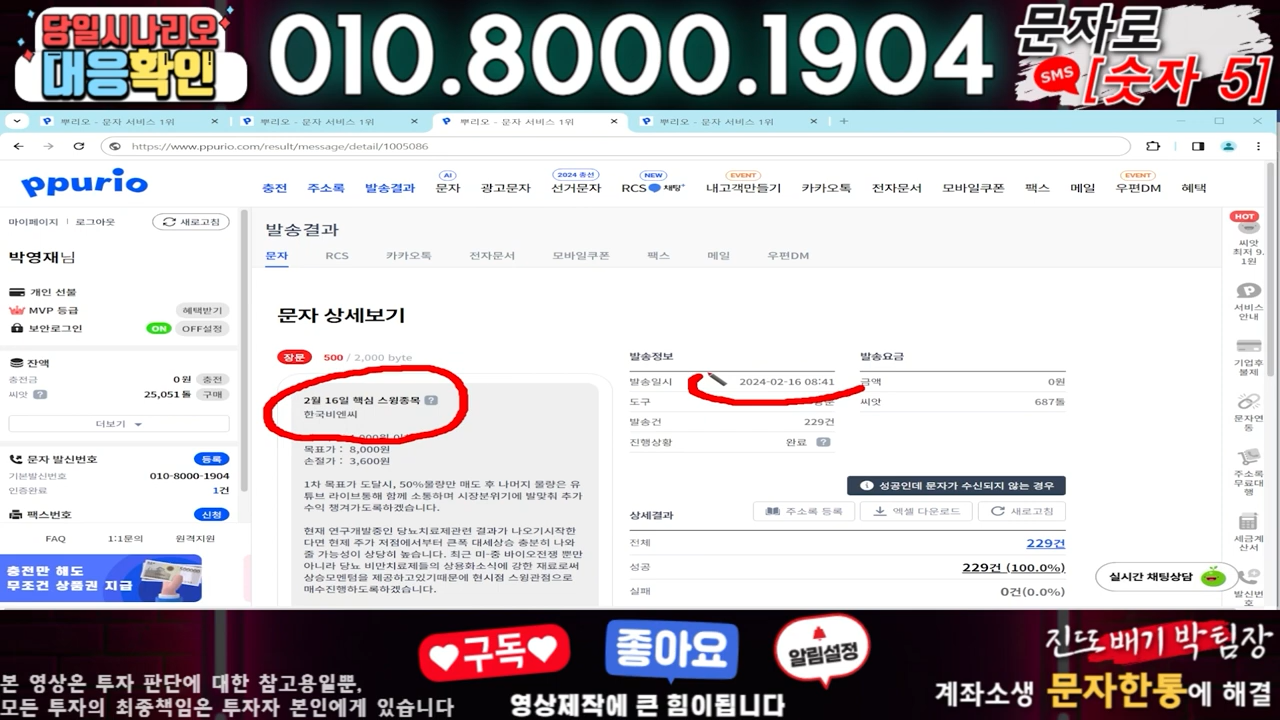 당일시나리오
대응확인
010.8000.1904
문자로
SMS [숫자 5]
뿌리오 - 문자 서비스 1위
뿌리오 - 문자 서비스 1위
뿌리오 - 문자 서비스 1위
뿌리오 - 문자 서비스 1위
https://www.ppurio.com/result/message/detail/1005086
AI
2024 총선
NEW
EVENT
EVENT
ppurio
충전 주소록 발송결과 문자 광고문자 선거문자 RCS 채팅+ 내고객만들기 카카오톡 전자문서 모바일쿠폰 팩스 메일 우편DM 혜택
마이페이지 | 로그아웃
새로고침
박영재님
개인 선불
MVP 등급
혜택받기
보안로그인
ON
OFF설정
잔액
충전금
0원
충전
씨앗 ?
25,051톨
구매
더보기
문자 발신번호
등록
기본발신번호
010-8000-1904
인증완료
1건
팩스번호
신청
FAQ
1:1문의
원격지원
충전만 해도
무조건 상품권 지급
발송결과
문자 RCS 카카오톡 전자문서 모바일쿠폰 팩스 메일 우편DM
문자 상세보기
장문 500 / 2,000 byte
2월 16일 핵심 스윙종목 ?
한국비엔씨
목표가 : 8,000원
손절가 : 3,600원
1차 목표가 도달시, 50%물량만 매도 후 나머지 물량은 유
튜브 라이브통해 함께 소통하며 시장분위기에 발맞춰 추가
수익 챙겨가도록하겠습니다.
현재 연구개발중인 당뇨치료제관련 결과가 나오기시작한
다면 현재 주가 저점에서부터 큰폭 대세상승 충분히 나와
줄 가능성이 상당히 높습니다. 최근 미-중 바이오전쟁 뿐만
아니라 당뇨 비만치료제들의 상용화소식에 강한 재료로써
상승모멘텀을 제공하고있기때문에 현시점 스윙관점으로
매수진행하도록하겠습니다.
발송정보
발송일시
2024-02-16 08:41
도구
발송건
229건
진행상황
완료 ?
발송요금
금액
0원
씨앗
687톨
성공인데 문자가 수신되지 않는 경우
상세결과
주소록 등록
엑셀 다운로드
새로고침
전체
229건
성공
229건 (100.0%)
실패
0건(0.0%)
HOT
씨앗
최저 9.
1원
서비스
안내
기업후
불제
문자연
동
주소록
무료대
행
세금계
산서
발신번
호
실시간 채팅상담
구독
좋아요
알림설정
영상제작에 큰 힘이됩니다
본 영상은 투자 판단에 대한 참고용일뿐,
모든 투자의 최종책임은 투자자 본인에게 있습니다
진또배기 박팀장
계좌소생 문자한통에 해결